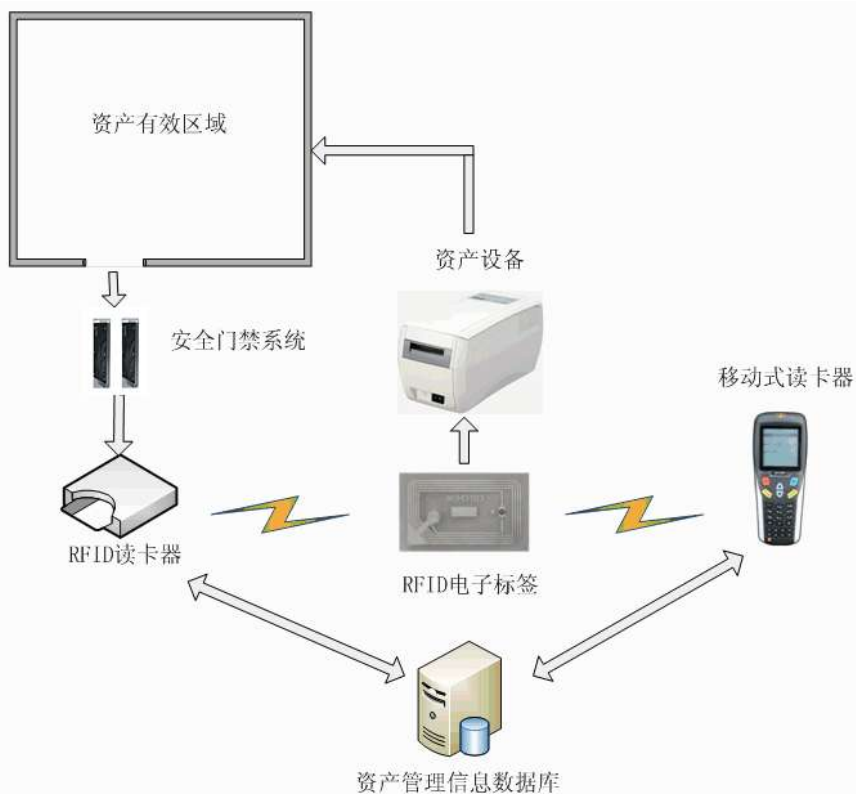 资产有效区域
资产设备
安全门禁系统
移动式读卡器
RFID读卡器
RFID电子标签
资产管理信息数据库